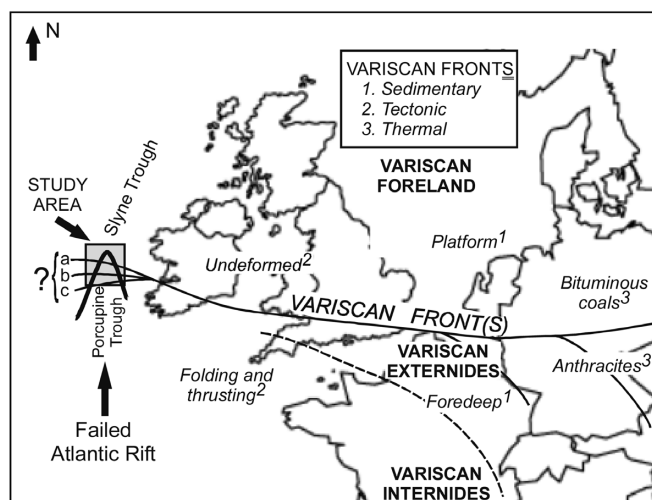 N
VARISCAN FRONTS
1. Sedimentary
2. Tectonic
3. Thermal
VARISCAN
FORELAND
Slyne Trough
STUDY
AREA
Platform¹
Undeformed²
?
a
b
c
Bituminous
coals³
Porcupine
Trough
VARISCAN FRONT(S)
VARISCAN
EXTERNIDES
Anthracites³
Folding and
thrusting²
Foredeep¹
Failed
Atlantic Rift
VARISCAN
INTERNIDES